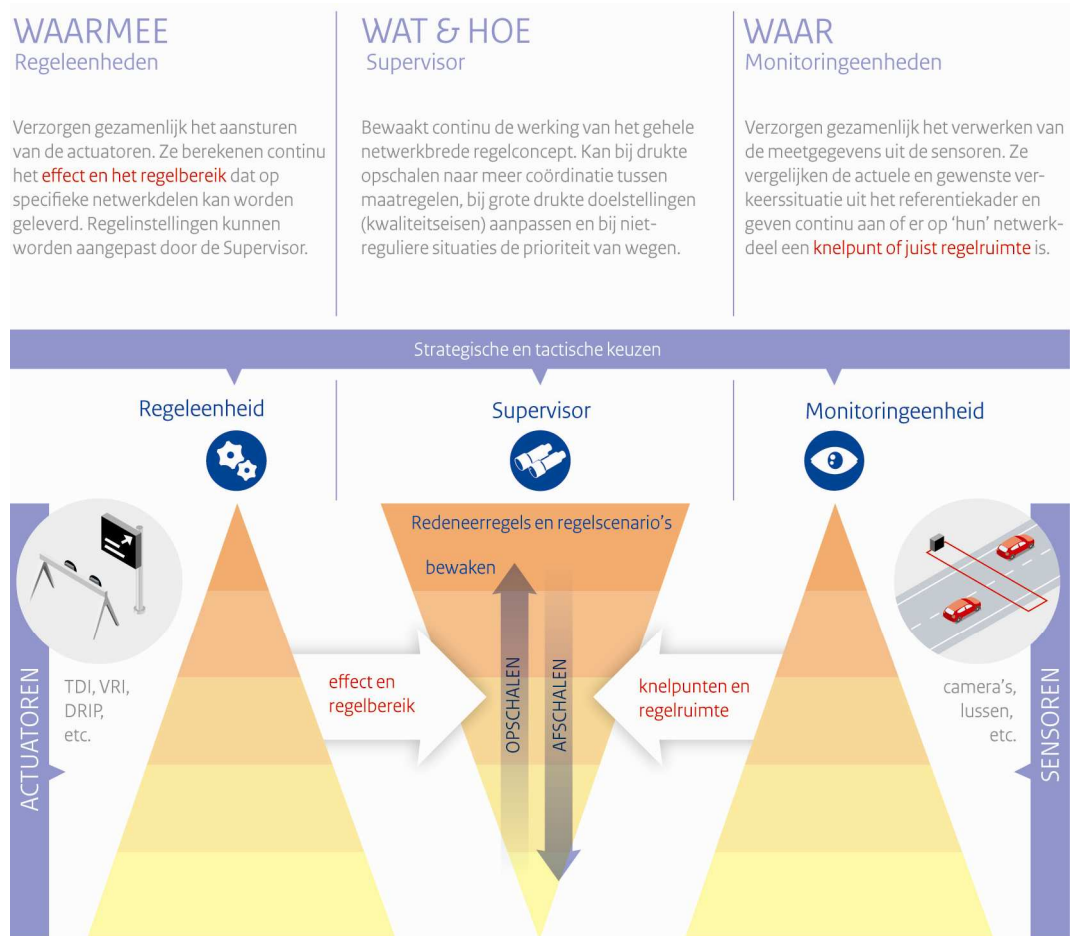 WAARMEE
Regeleenheden
Verzorgen gezamenlijk het aansturen
van de actuatoren. Ze berekenen continu
het effect en het regelbereik dat op
specifieke netwerkdelen kan worden
geleverd. Regelinstellingen kunnen
worden aangepast door de Supervisor.
WAT & HOE
Supervisor
Bewaakt continu de werking van het gehele
netwerkbrede regelconcept. Kan bij drukte
opschalen naar meer coördinatie tussen
maatregelen, bij grote drukte doelstellingen
(kwaliteitseisen) aanpassen en bij niet-
reguliere situaties de prioriteit van wegen.
WAAR
Monitoringeenheden
Verzorgen gezamenlijk het verwerken van
de meetgegevens uit de sensoren. Ze
vergelijken de actuele en gewenste ver-
keerssituatie uit het referentiekader en
geven continu aan of er op ‘hun’ netwerk-
deel een knelpunt of juist regelruimte is.
Strategische en tactische keuzen
Regeleenheid
Supervisor
Monitoringeenheid
Redeneerregels en regelscenario’s
bewaken
OPSCHALEN
AFSCHALEN
effect en
regelbereik
knelpunten en
regelruimte
ACTUATOREN
TDI, VRI,
DRIP,
etc.
camera’s,
lussen,
etc.
SENSOREN